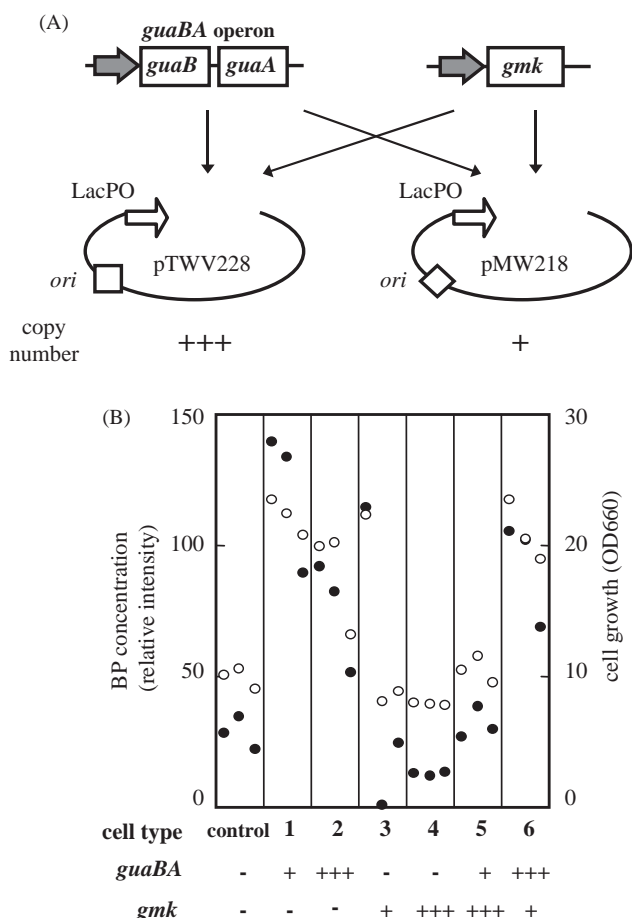 (A)
guaBA operon
guaB guaA gmk
LacPO LacPO
pTWV228 pMW218
ori ori
copy number +++ +
(B)
150 30
100 20
50 10
0 0
BP concentration
(relative intensity)
cell growth (OD660)
cell type control 1 2 3 4 5 6
guaBA - + +++ - - + +++
gmk - - - + +++ +++ +